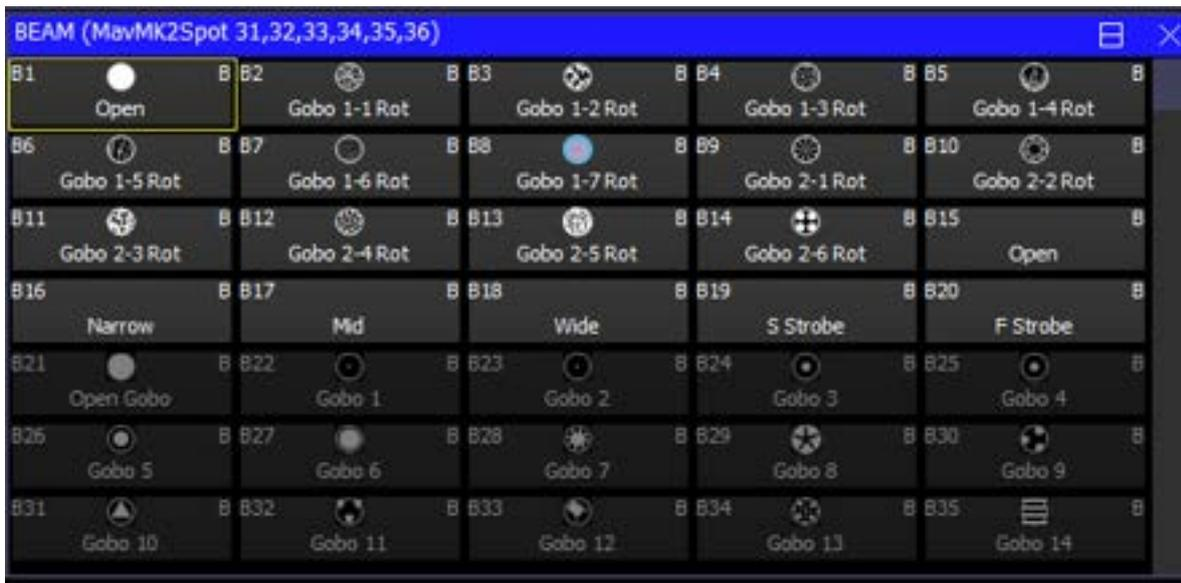 BEAM (MavMK2Spot 31,32,33,34,35,36)
B1 B B2 B B3 B B4 B B5 B
Open Gobo 1-1 Rot Gobo 1-2 Rot Gobo 1-3 Rot Gobo 1-4 Rot
B6 B B7 B B8 B B9 B B10 B
Gobo 1-5 Rot Gobo 1-6 Rot Gobo 1-7 Rot Gobo 2-1 Rot Gobo 2-2 Rot
B11 B B12 B B13 B B14 B B15 B
Gobo 2-3 Rot Gobo 2-4 Rot Gobo 2-5 Rot Gobo 2-6 Rot Open
B16 B B17 B B18 B B19 B B20 B
Narrow Mid Wide S Strobe F Strobe
B21 B B22 B B23 B B24 B B25 B
Open Gobo Gobo 1 Gobo 2 Gobo 3 Gobo 4
B26 B B27 B B28 B B29 B B30 B
Gobo 5 Gobo 6 Gobo 7 Gobo 8 Gobo 9
B31 B B32 B B33 B B34 B B35 B
Gobo 10 Gobo 11 Gobo 12 Gobo 13 Gobo 14